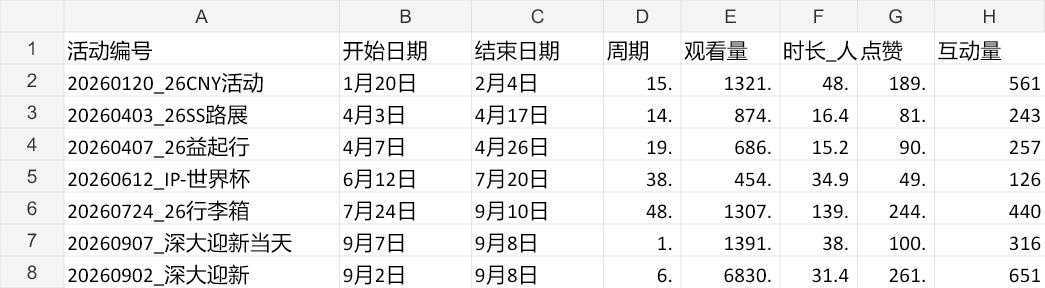 A B C D E F G H
1 活动编号 开始日期 结束日期 周期 观看量 时长_人 点赞 互动量
2 20260120_26CNY活动 1月20日 2月4日 15. 1321. 48. 189. 561
3 20260403_26SS路展 4月3日 4月17日 14. 874. 16.4 81. 243
4 20260407_26益起行 4月7日 4月26日 19. 686. 15.2 90. 257
5 20260612_IP-世界杯 6月12日 7月20日 38. 454. 34.9 49. 126
6 20260724_26行李箱 7月24日 9月10日 48. 1307. 139. 244. 440
7 20260907_深大迎新当天 9月7日 9月8日 1. 1391. 38. 100. 316
8 20260902_深大迎新 9月2日 9月8日 6. 6830. 31.4 261. 651